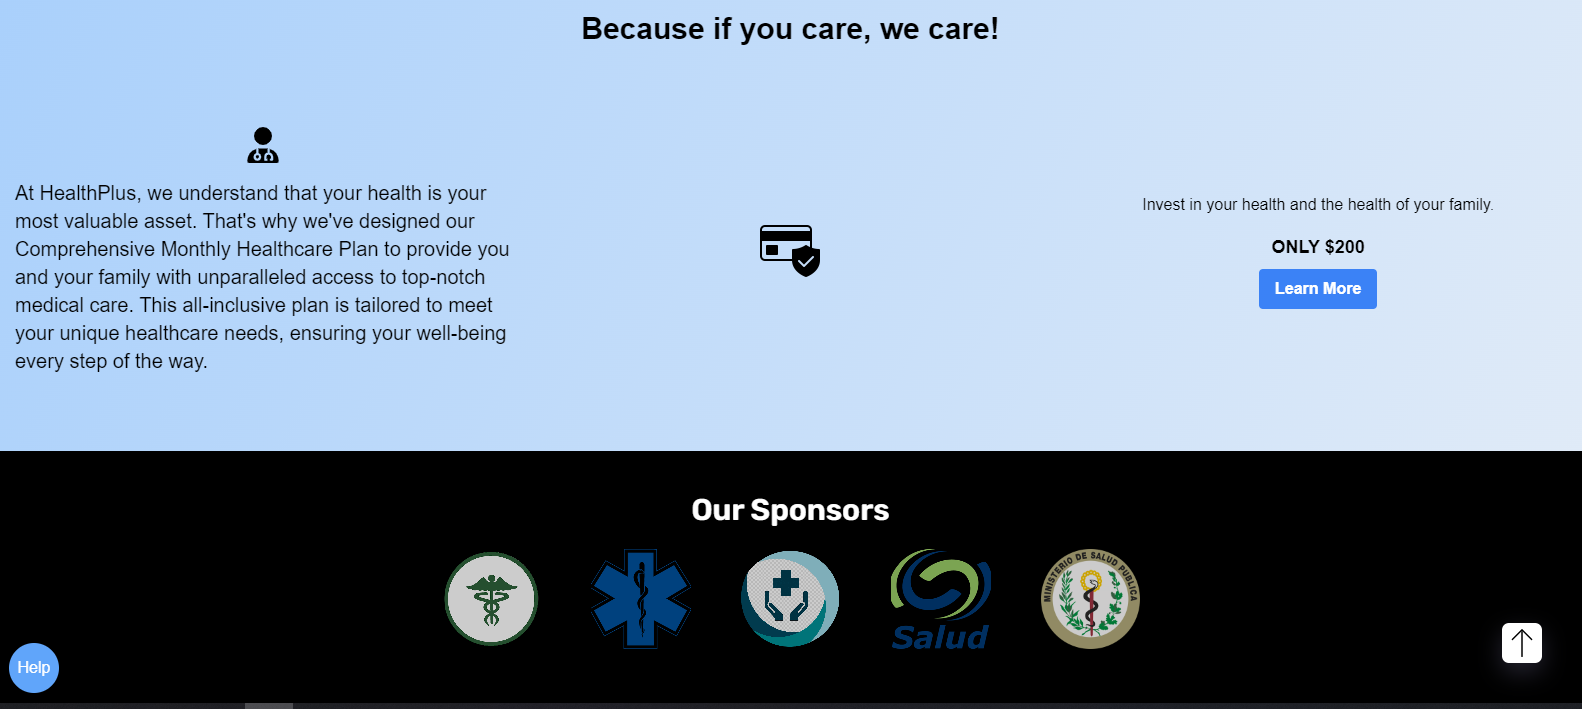 Because if you care, we care!
At HealthPlus, we understand that your health is your
most valuable asset. That's why we've designed our
Comprehensive Monthly Healthcare Plan to provide you
and your family with unparalleled access to top-notch
medical care. This all-inclusive plan is tailored to meet
your unique healthcare needs, ensuring your well-being
every step of the way.
Invest in your health and the health of your family.
ONLY $200
Learn More
Our Sponsors
Salud
MINISTERIO DE SALUD PUBLICA
Help